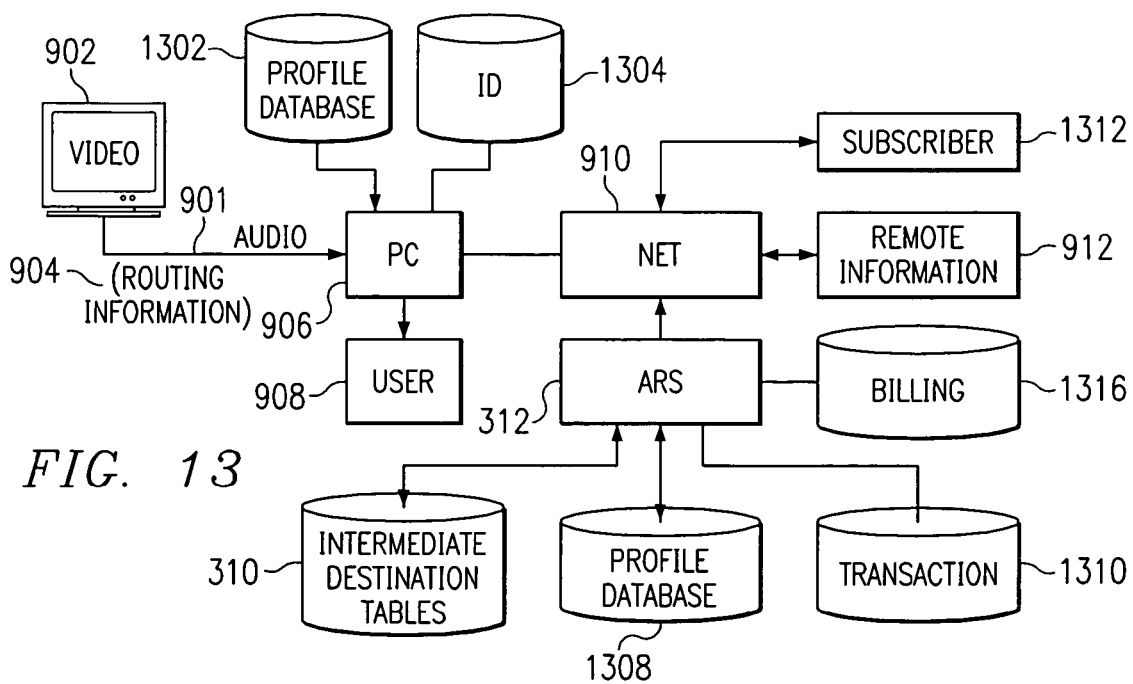 902
1302
PROFILE
DATABASE
ID
1304
VIDEO
910
SUBSCRIBER
1312
901
AUDIO
904
(ROUTING
INFORMATION)
PC
906
NET
REMOTE
INFORMATION
912
USER
908
ARS
312
BILLING
1316
FIG. 13
INTERMEDIATE
DESTINATION
TABLES
310
PROFILE
DATABASE
1308
TRANSACTION
1310